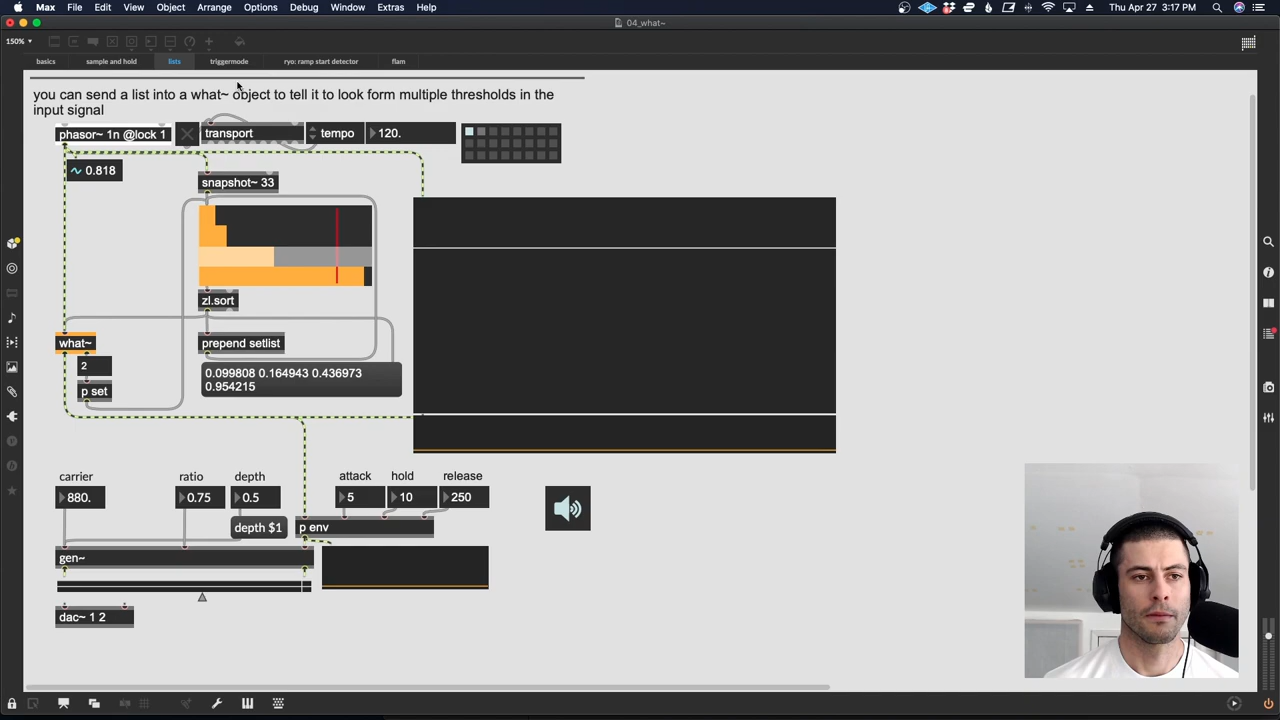 Max File Edit View Object Arrange Options Debug Window Extras Help
Thu Apr 27 3:17 PM
04_what~
150%
basics sample and hold lists triggermode ryo: ramp start detector flam
you can send a list into a what~ object to tell it to look form multiple thresholds in the
input signal
phasor~ 1n @lock 1 transport tempo 120.
0.818
snapshot~ 33
zl.sort
what~ prepend setlist
2
0.099808 0.164943 0.436973
0.954215
p set
carrier ratio depth attack hold release
880. 0.75 0.5 5 10 250
depth $1 p env
gen~
dac~ 1 2